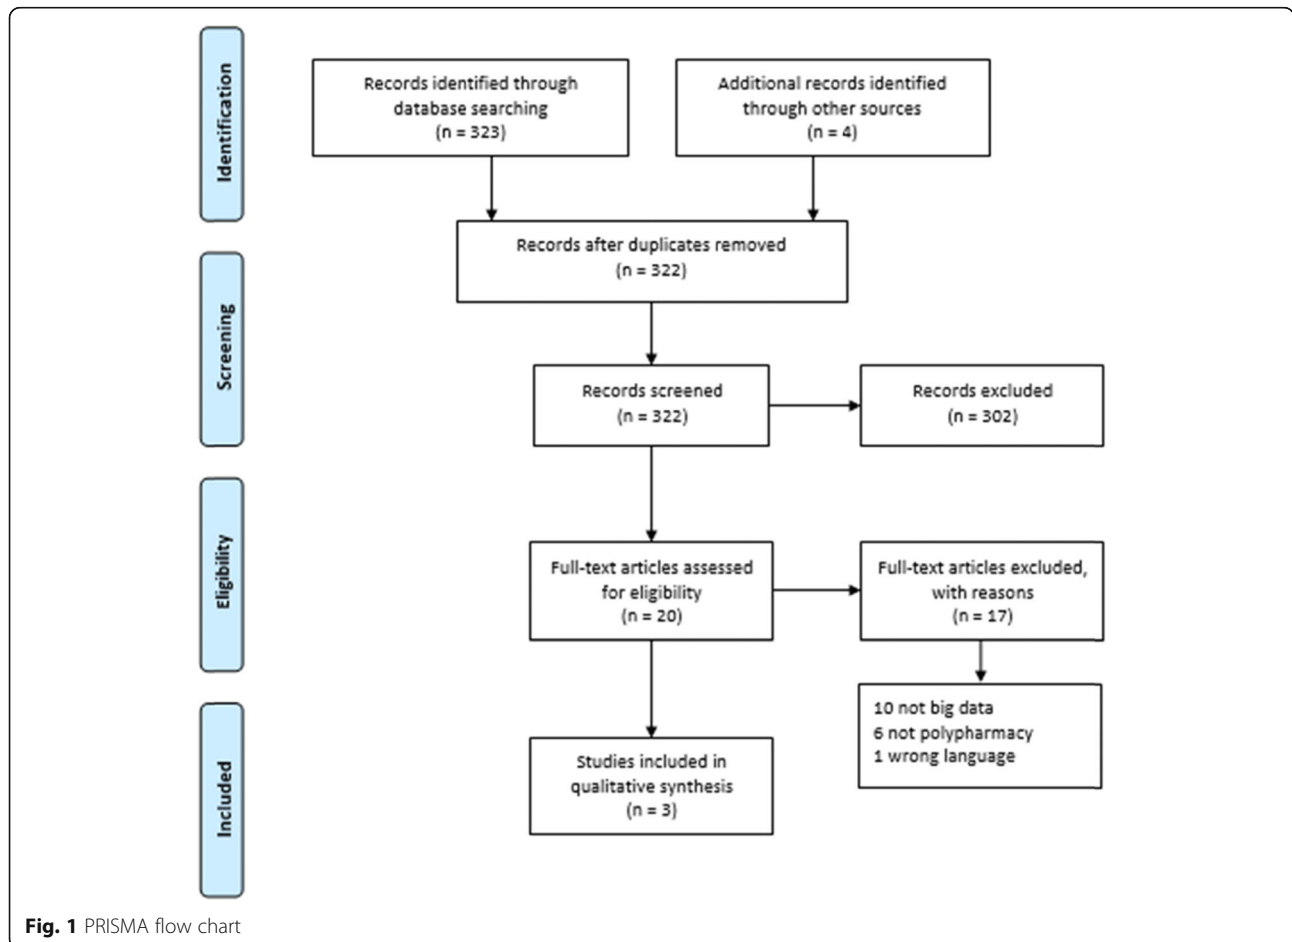 Identification
Records identified through
database searching
(n = 323)
Additional records identified
through other sources
(n = 4)
Records after duplicates removed
(n = 322)
Screening
Records screened
(n = 322)
Records excluded
(n = 302)
Eligibility
Full-text articles assessed
for eligibility
(n = 20)
Full-text articles excluded,
with reasons
(n = 17)
10 not big data
6 not polypharmacy
1 wrong language
Included
Studies included in
qualitative synthesis
(n = 3)
Fig. 1 PRISMA flow chart